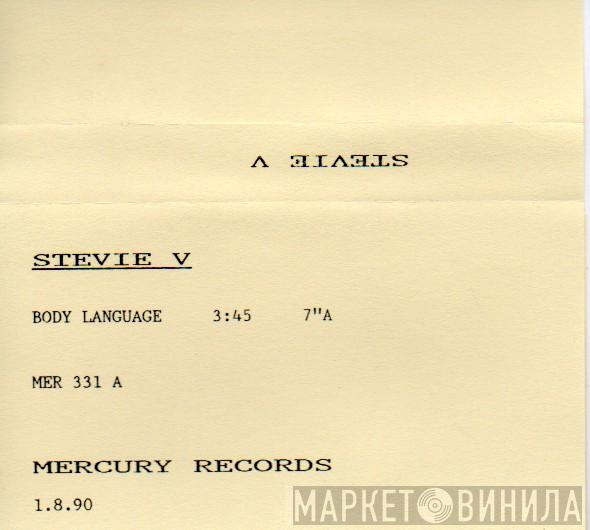 STEVIE V
STEVIE V
BODY LANGUAGE 3:45 7"A
MER 331 A
MERCURY RECORDS
1.8.90
МАРКЕТ ВИНИЛА